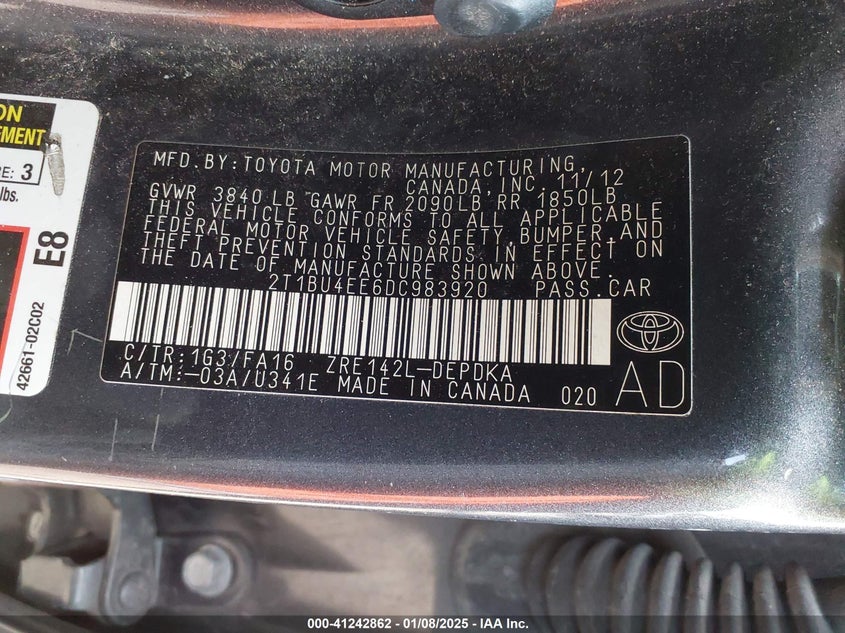 ON
EMENT
RE: 3
lbs.
E8
42661-02C02
MFD.BY:TOYOTA MOTOR MANUFACTURING,
CANADA,INC. 11/12
GVWR 3840 LB GAWR FR 2090LB RR 1850LB
THIS VEHICLE CONFORMS TO ALL APPLICABLE
FEDERAL MOTOR VEHICLE SAFETY,BUMPER,AND
THEFT PREVENTION STANDARDS IN EFFECT ON
THE DATE OF MANUFACTURE SHOWN ABOVE.
2T1BU4EE6DC983920 PASS.CAR
C/TR:1G3/FA16 ZRE142L-DEPDKA
A/TM:-03A/U341E MADE IN CANADA 020
AD
000-41242862 - 01/08/2025 - IAA Inc.